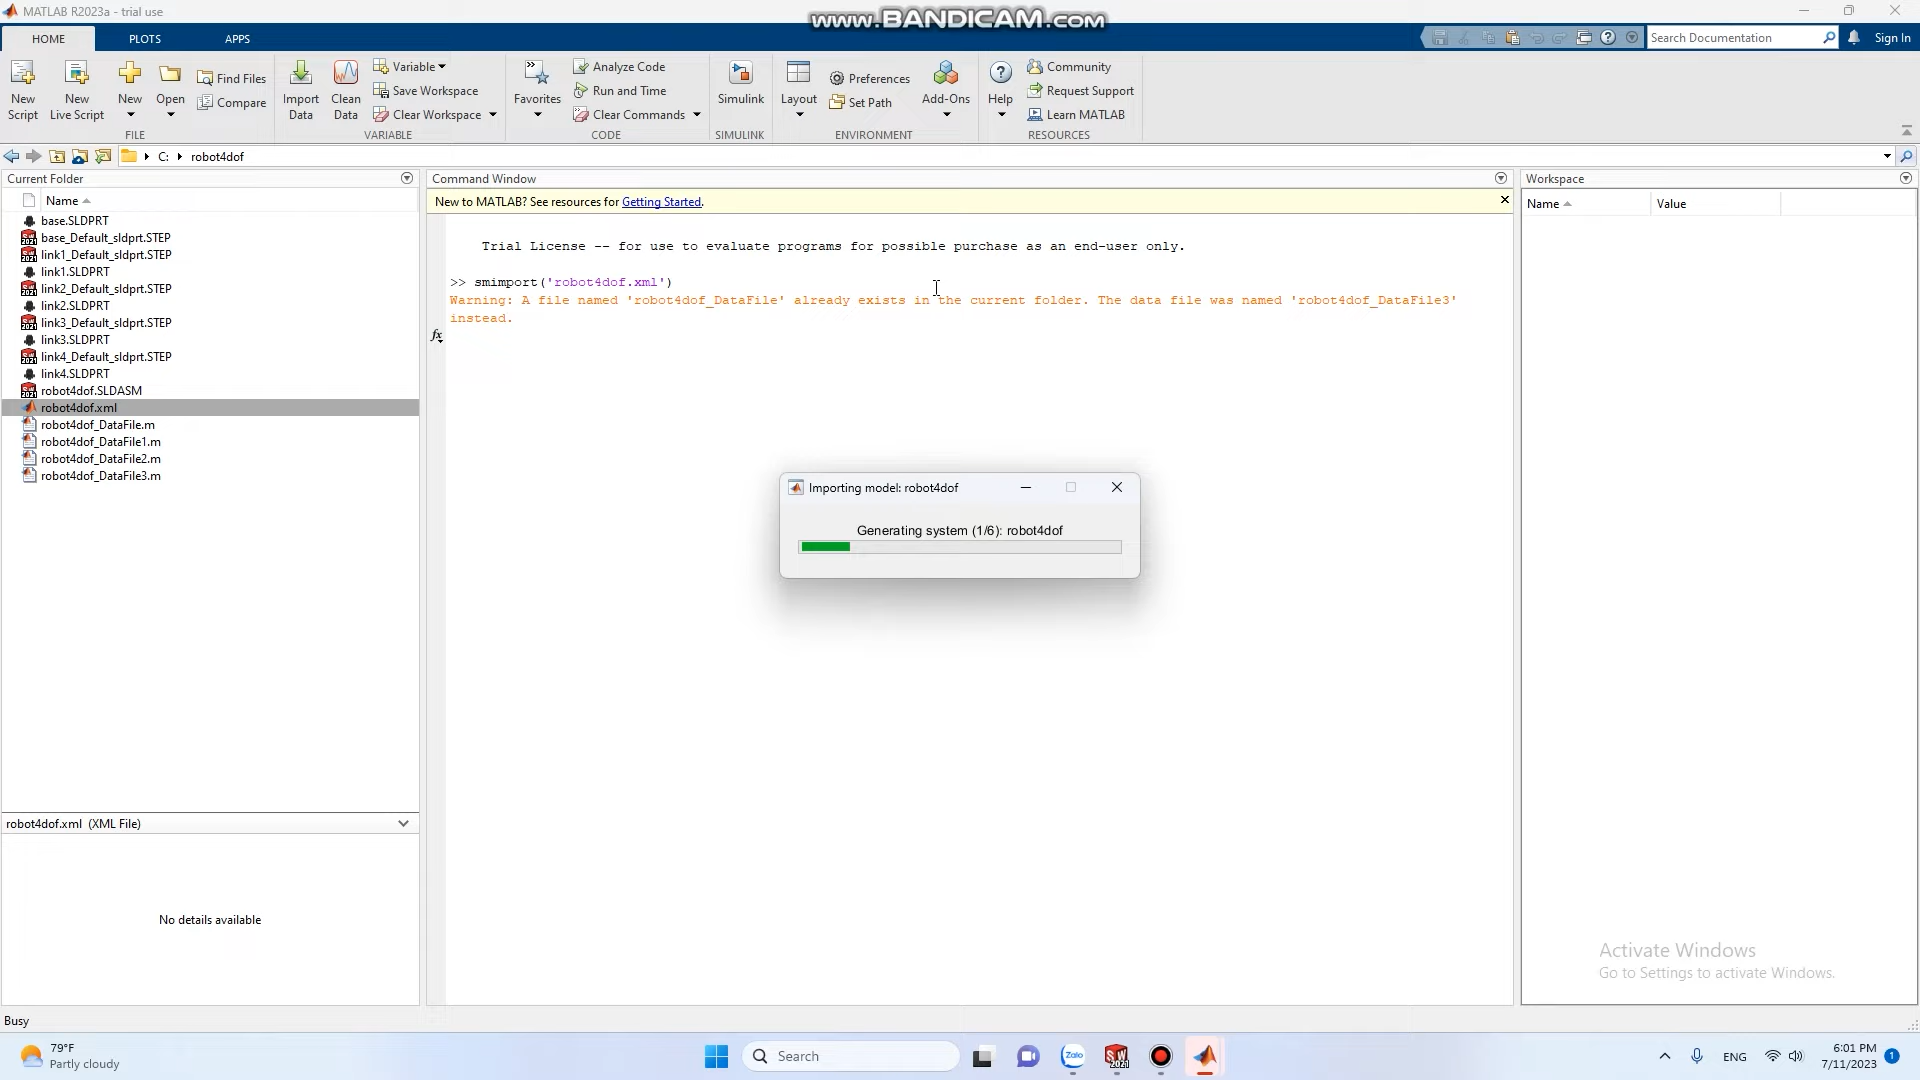 MATLAB R2023a - trial use
www.BANDICAM.com
HOME
PLOTS
APPS
Search Documentation
Sign In
New Script
New Live Script
New
Open
Find Files
Compare
FILE
Import Data
Clean Data
Variable
Save Workspace
Clear Workspace
VARIABLE
Favorites
Analyze Code
Run and Time
Clear Commands
CODE
Simulink
SIMULINK
Layout
Preferences
Set Path
Add-Ons
ENVIRONMENT
Help
Community
Request Support
Learn MATLAB
RESOURCES
C:
robot4dof
Current Folder
Name
base.SLDPRT
base_Default_sldprt.STEP
link1_Default_sldprt.STEP
link1.SLDPRT
link2_Default_sldprt.STEP
link2.SLDPRT
link3_Default_sldprt.STEP
link3.SLDPRT
link4_Default_sldprt.STEP
link4.SLDPRT
robot4dof.SLDASM
robot4dof.xml
robot4dof_DataFile.m
robot4dof_DataFile1.m
robot4dof_DataFile2.m
robot4dof_DataFile3.m
robot4dof.xml (XML File)
No details available
Command Window
New to MATLAB? See resources for Getting Started.
Trial License -- for use to evaluate programs for possible purchase as an end-user only.
>> smimport('robot4dof.xml')
Warning: A file named 'robot4dof_DataFile' already exists in the current folder. The data file was named 'robot4dof_DataFile3'
instead.
fx
Importing model: robot4dof
Generating system (1/6): robot4dof
Workspace
Name
Value
Activate Windows
Go to Settings to activate Windows.
Busy
79°F
Partly cloudy
Search
Zalo
SW
2021
ENG
6:01 PM
7/11/2023
1